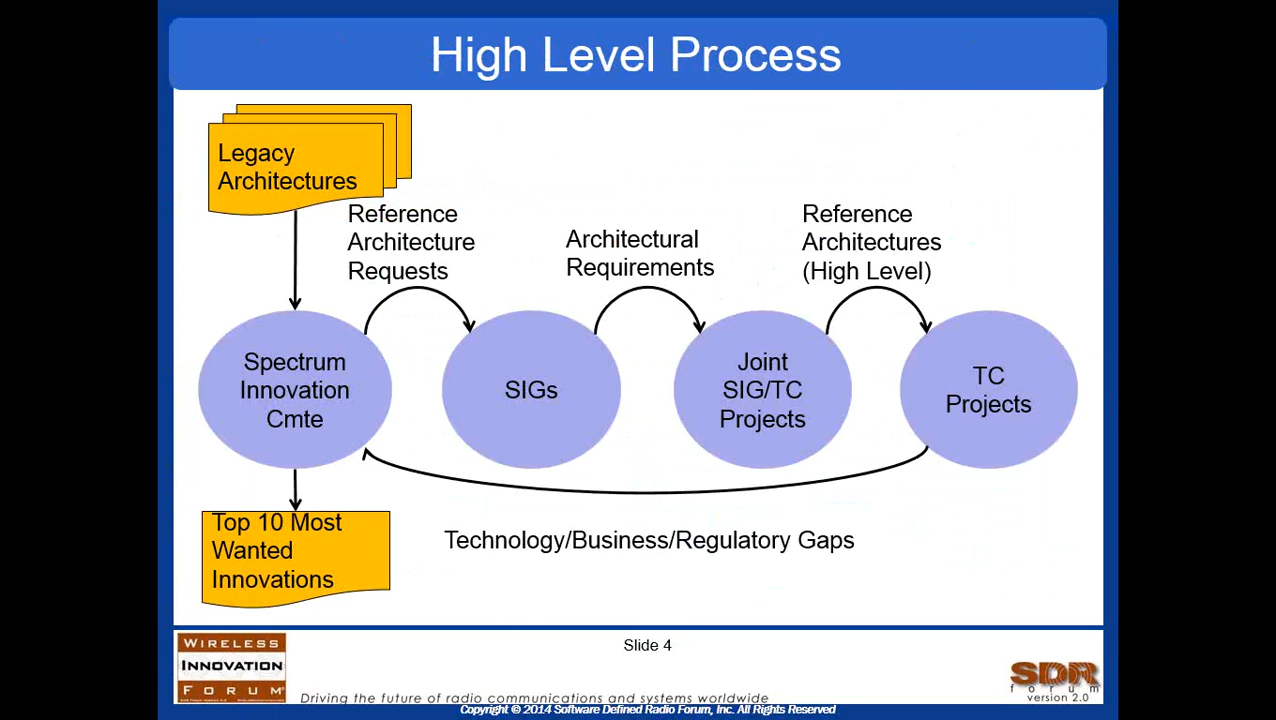 High Level Process
Legacy
Architectures
Reference
Architecture
Requests
Architectural
Requirements
Reference
Architectures
(High Level)
Spectrum
Innovation
Cmte
SIGs
Joint
SIG/TC
Projects
TC
Projects
Top 10 Most
Wanted
Innovations
Technology/Business/Regulatory Gaps
Slide 4
WIRELESS
INNOVATION
FORUM®
Driving the future of radio communications and systems worldwide
SDR
forum
version 2.0
Copyright © 2014 Software Defined Radio Forum, Inc. All Rights Reserved